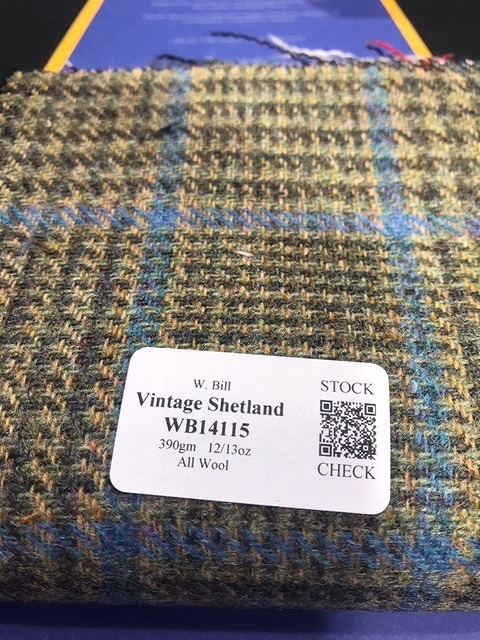 W. Bill
Vintage Shetland
WB14115
390gm 12/13oz
All Wool
STOCK
CHECK